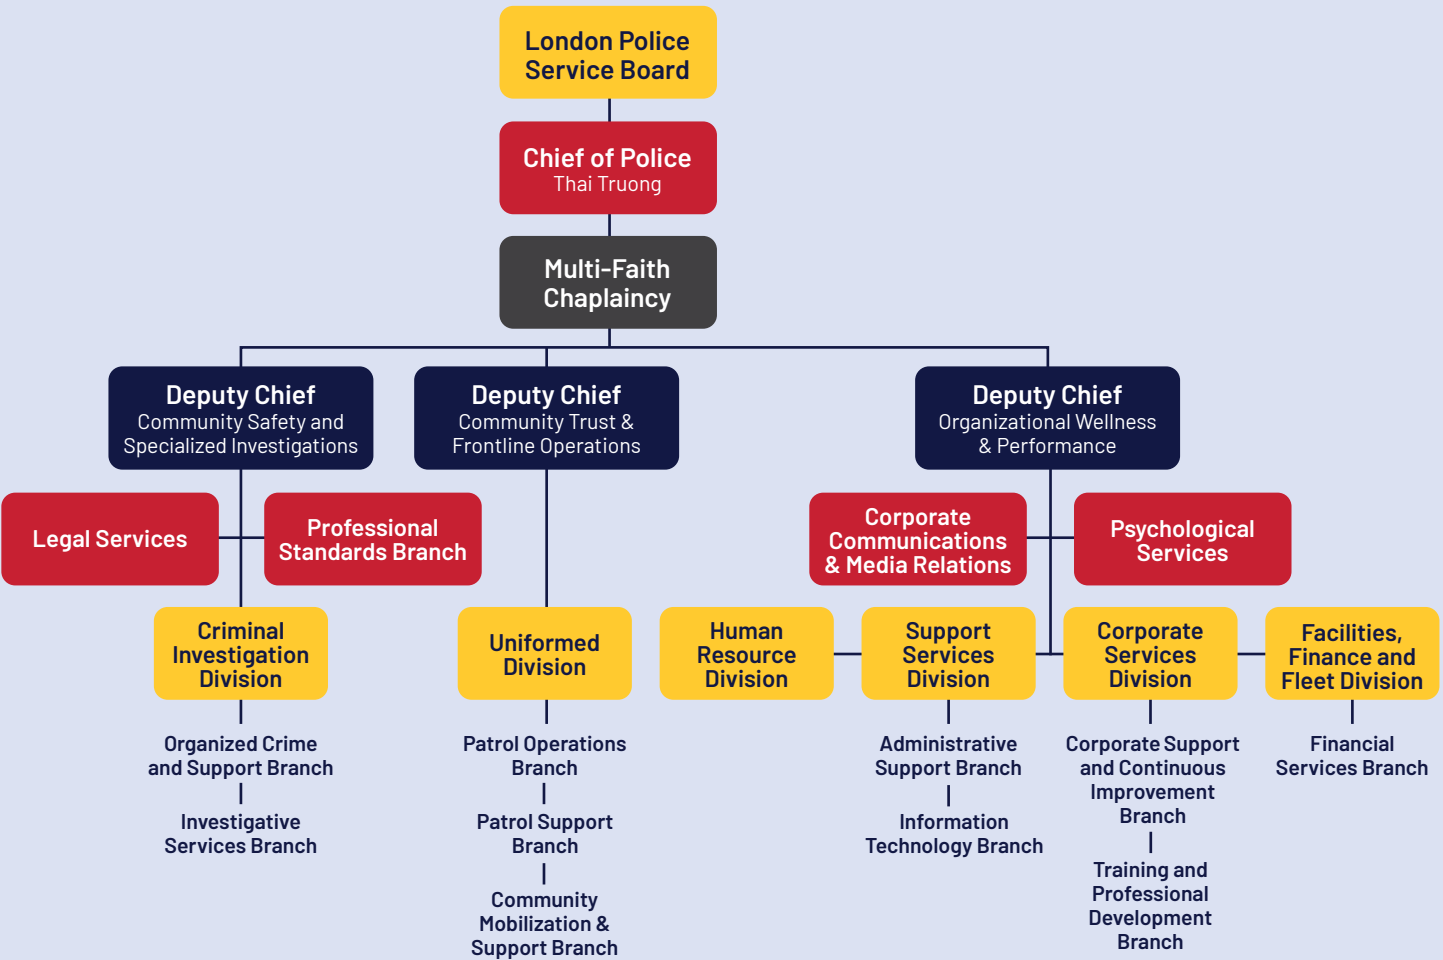 London Police
Service Board
Chief of Police
Thai Truong
Multi-Faith
Chaplaincy
Deputy Chief
Community Safety and
Specialized Investigations
Deputy Chief
Community Trust &
Frontline Operations
Deputy Chief
Organizational Wellness
& Performance
Legal Services
Professional
Standards Branch
Corporate
Communications
& Media Relations
Psychological
Services
Criminal
Investigation
Division
Uniformed
Division
Human
Resource
Division
Support
Services
Division
Corporate
Services
Division
Facilities,
Finance and
Fleet Division
Organized Crime
and Support Branch
Investigative
Services Branch
Patrol Operations
Branch
Patrol Support
Branch
Community
Mobilization &
Support Branch
Administrative
Support Branch
Information
Technology Branch
Corporate Support
and Continuous
Improvement
Branch
Training and
Professional
Development
Branch
Financial
Services Branch